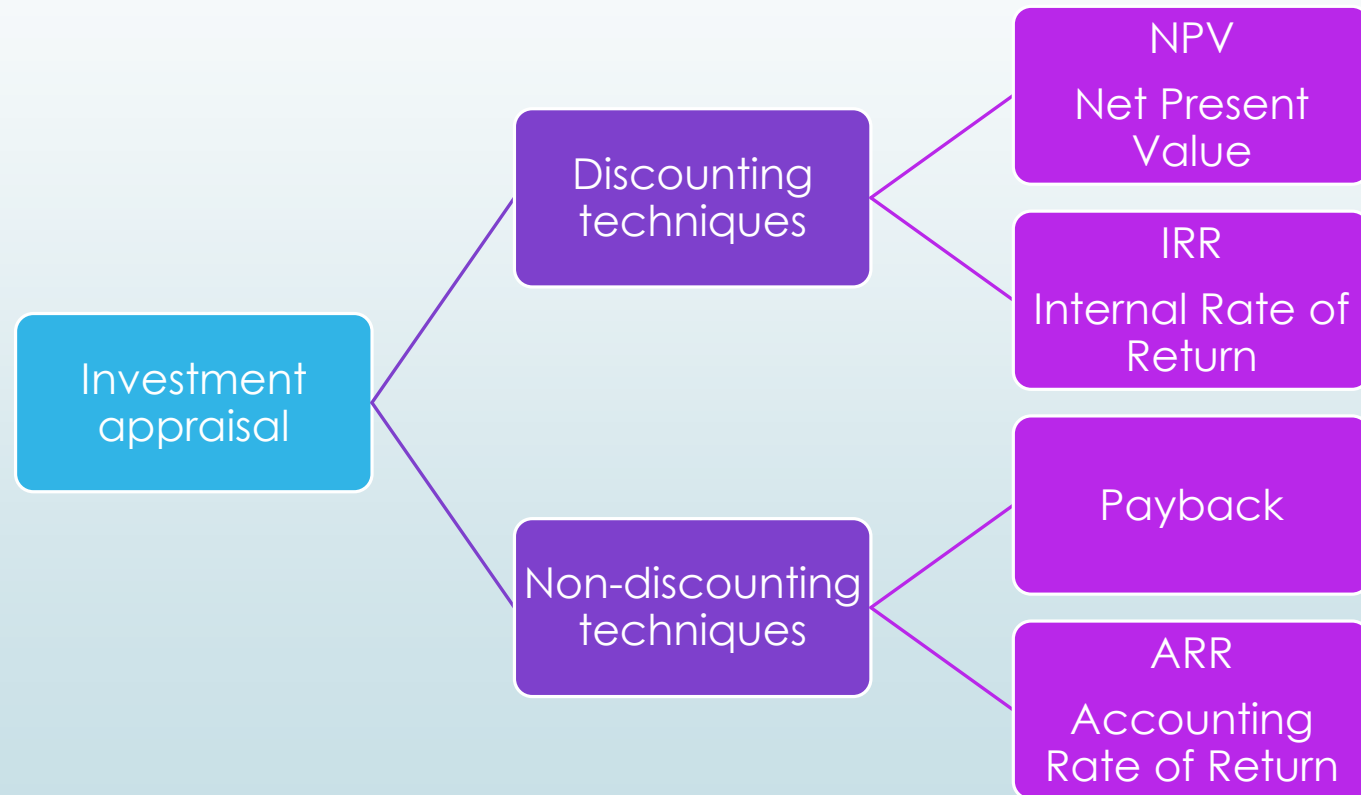 Investment
appraisal
Discounting
techniques
NPV
Net Present
Value
IRR
Internal Rate of
Return
Non-discounting
techniques
Payback
ARR
Accounting
Rate of Return